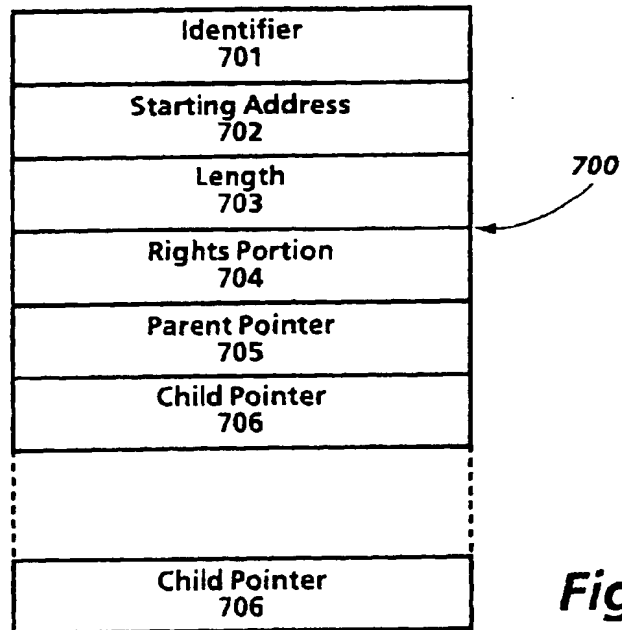 Identifier
701
Starting Address
702
Length
703
700
Rights Portion
704
Parent Pointer
705
Child Pointer
706
Child Pointer
706
Fig